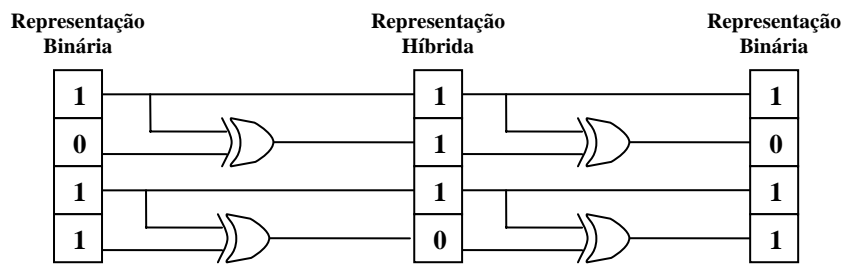 Representação Representação Representação
Binária Híbrida Binária
1 1 1
0 1 0
1 1 1
1 0 1